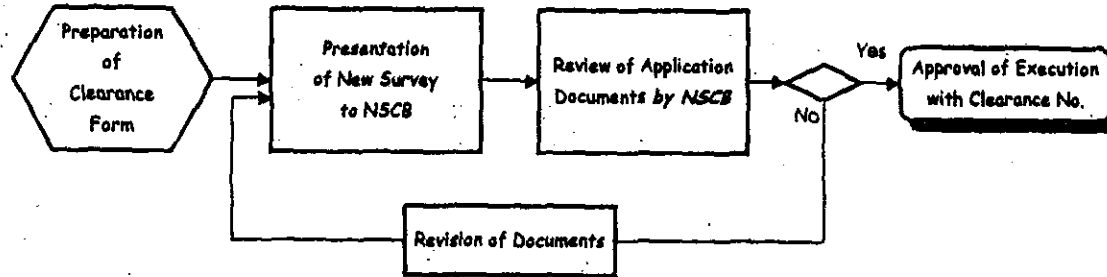 Preparation
of
Clearance
Form
Presentation
of New Survey
to NSCB
Review of Application
Documents by NSCB
Yes
No
Approval of Execution
with Clearance No.
Revision of Documents